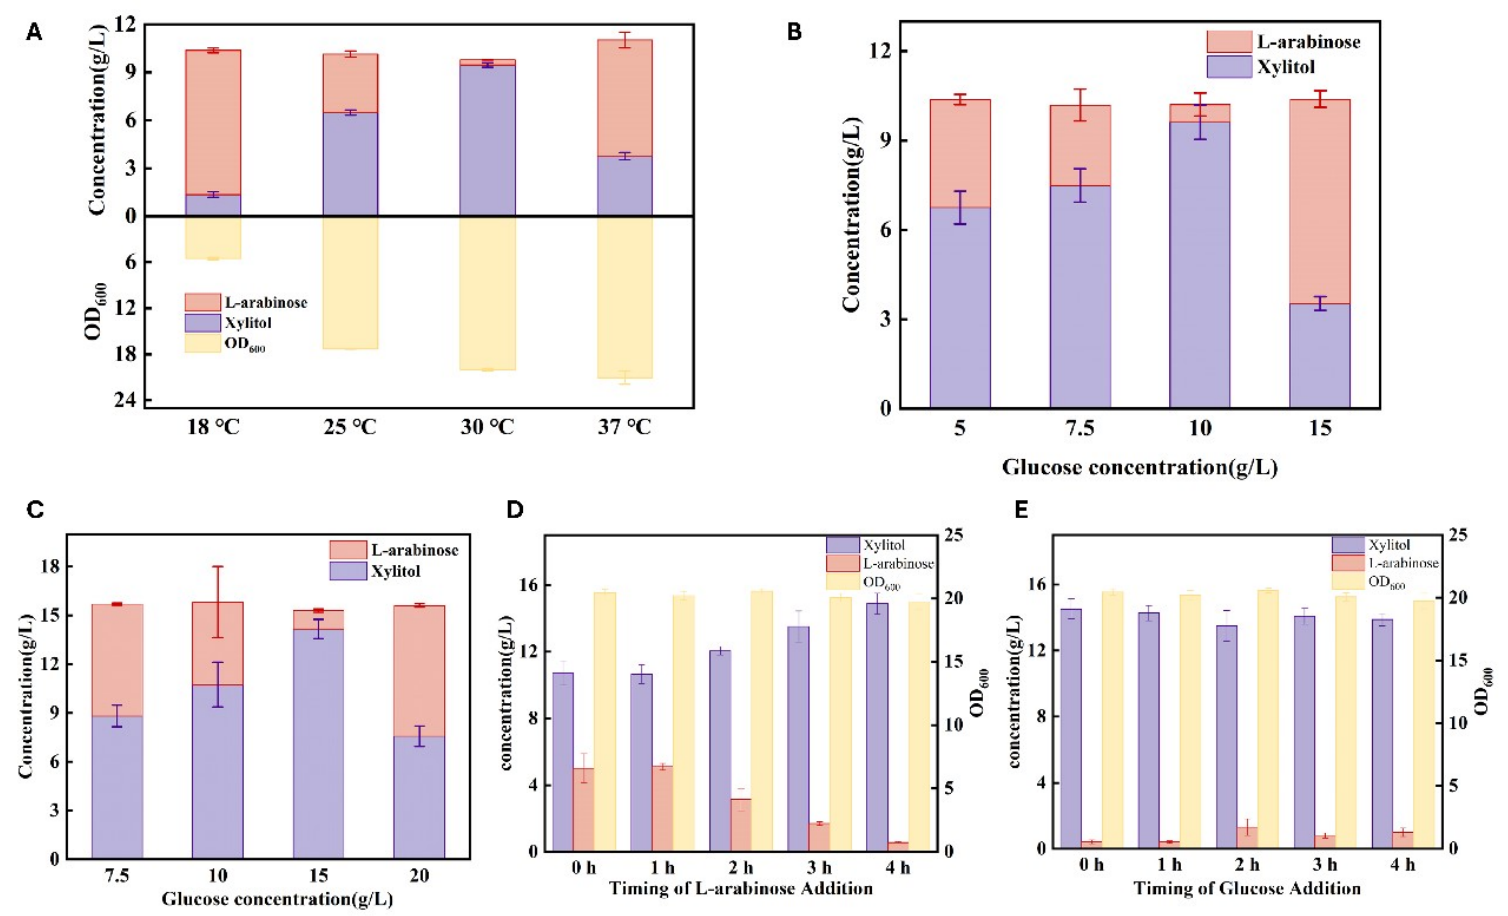 A
Concentration(g/L)
12
9
6
3
0
OD600
6
12
18
24
L-arabinose
Xylitol
OD600
18 ℃
25 ℃
30 ℃
37 ℃
B
Concentration(g/L)
12
9
6
3
0
L-arabinose
Xylitol
5
7.5
10
15
Glucose concentration(g/L)
C
Concentration(g/L)
18
15
12
9
6
3
0
L-arabinose
Xylitol
7.5
10
15
20
Glucose concentration(g/L)
D
concentration(g/L)
16
12
8
4
0
Xylitol
L-arabinose
OD600
25
20
15
10
5
0
OD600
0 h
1 h
2 h
3 h
4 h
Timing of L-arabinose Addition
E
concentration(g/L)
16
12
8
4
0
Xylitol
L-arabinose
OD600
25
20
15
10
5
0
OD600
0 h
1 h
2 h
3 h
4 h
Timing of Glucose Addition